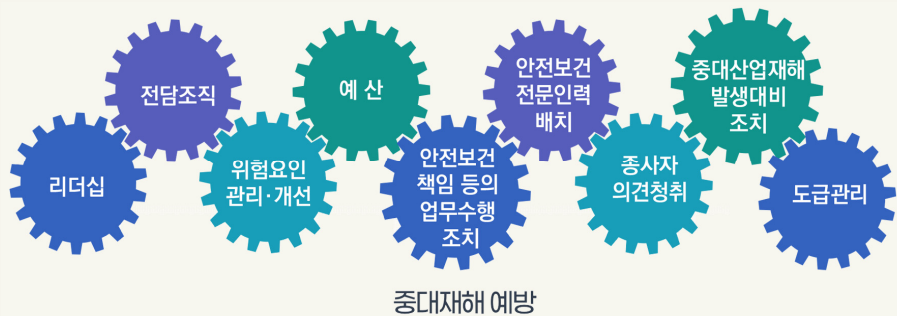 리더십
전담조직
위험요인
관리·개선
예 산
안전보건
책임 등의
업무수행
조치
안전보건
전문인력
배치
종사자
의견청취
중대산업재해
발생대비
조치
도급관리
중대재해 예방